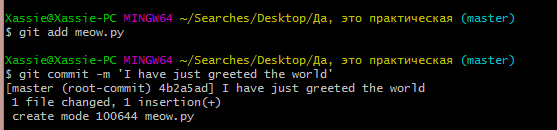 Xassie@Xassie-PC MINGW64 ~/Searches/Desktop/Да, это практическая (master)
$ git add meow.py
Xassie@Xassie-PC MINGW64 ~/Searches/Desktop/Да, это практическая (master)
$ git commit -m 'I have just greeted the world'
[master (root-commit) 4b2a5ad] I have just greeted the world
 1 file changed, 1 insertion(+)
 create mode 100644 meow.py